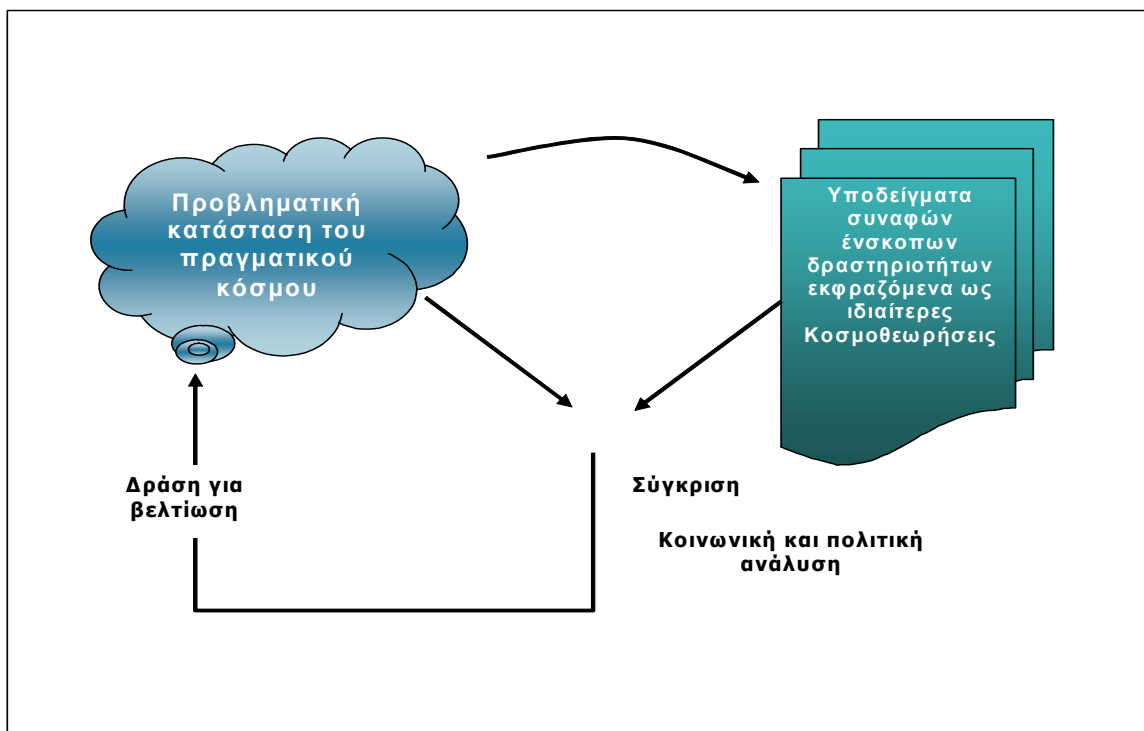 Προβληματική
κατάσταση του
πραγματικού
κόσμου
Υποδείγματα
συναφών
ένσκοπων
δραστηριοτήτων
εκφραζόμενα ως
ιδιαίτερες
Κοσμοθεωρήσεις
Δράση για
βελτίωση
Σύγκριση
Κοινωνική και πολιτική
ανάλυση